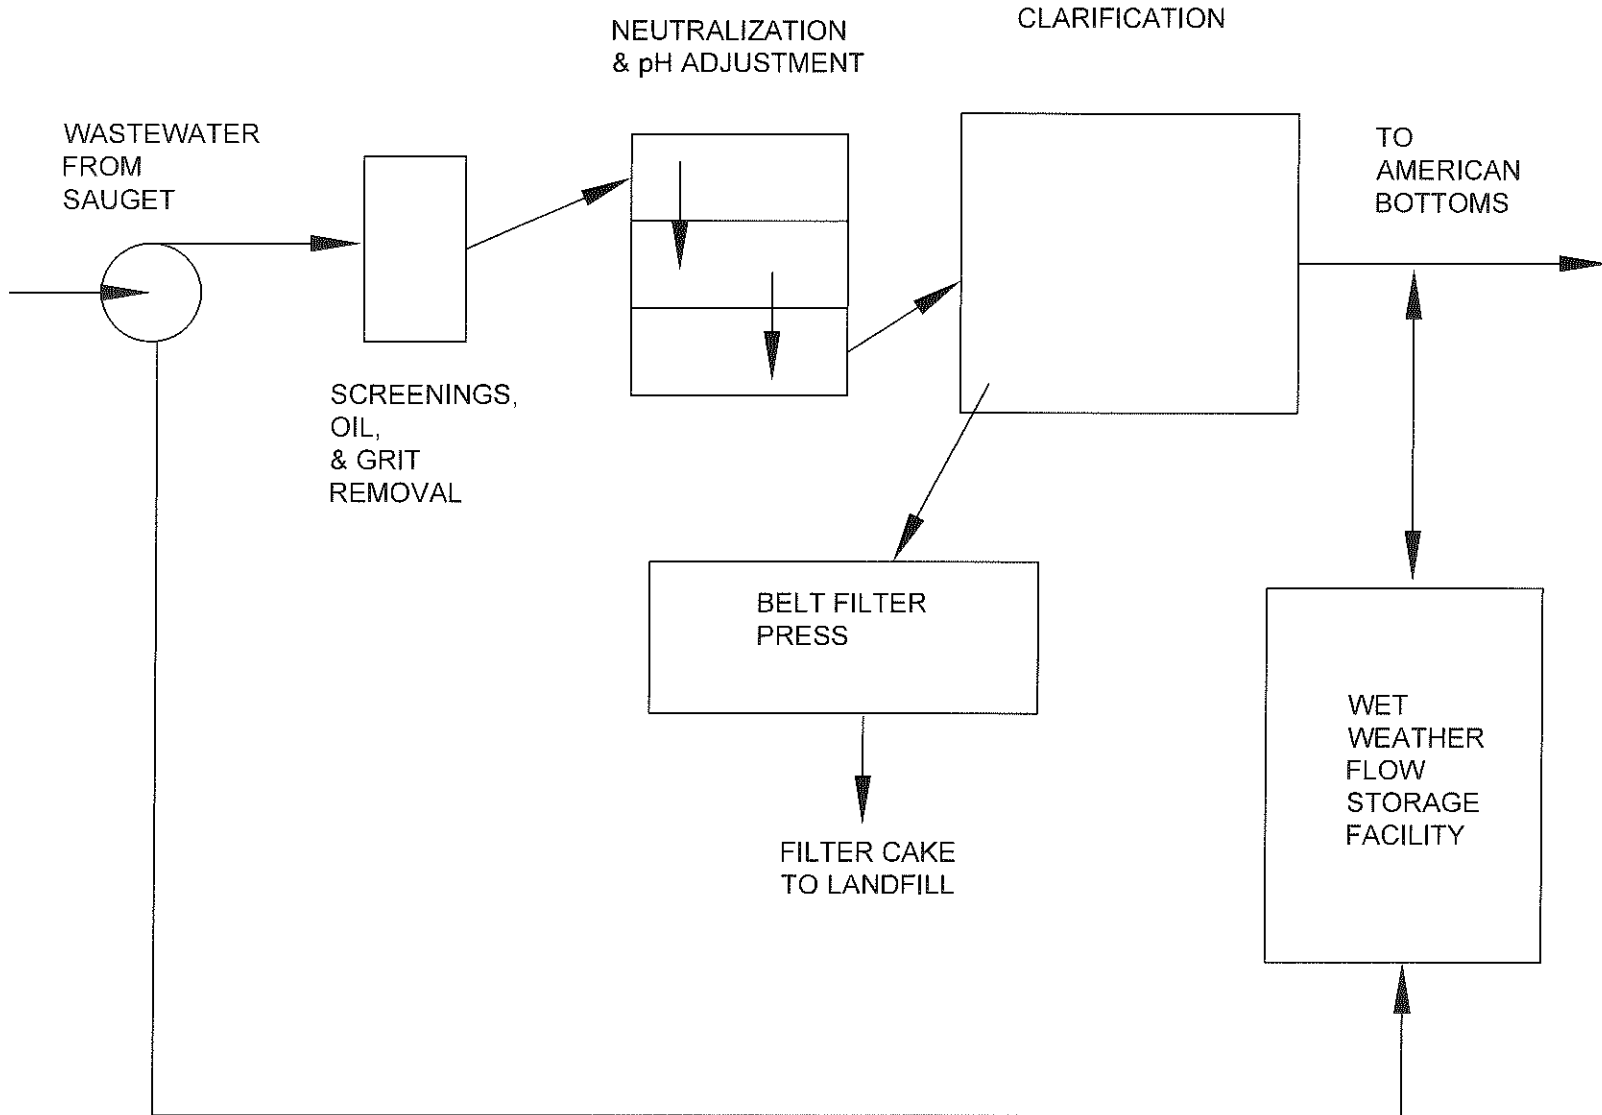 NEUTRALIZATION
& pH ADJUSTMENT
CLARIFICATION
WASTEWATER
FROM
SAUGET
TO
AMERICAN
BOTTOMS
SCREENINGS,
OIL,
& GRIT
REMOVAL
BELT FILTER
PRESS
WET
WEATHER
FLOW
STORAGE
FACILITY
FILTER CAKE
TO LANDFILL